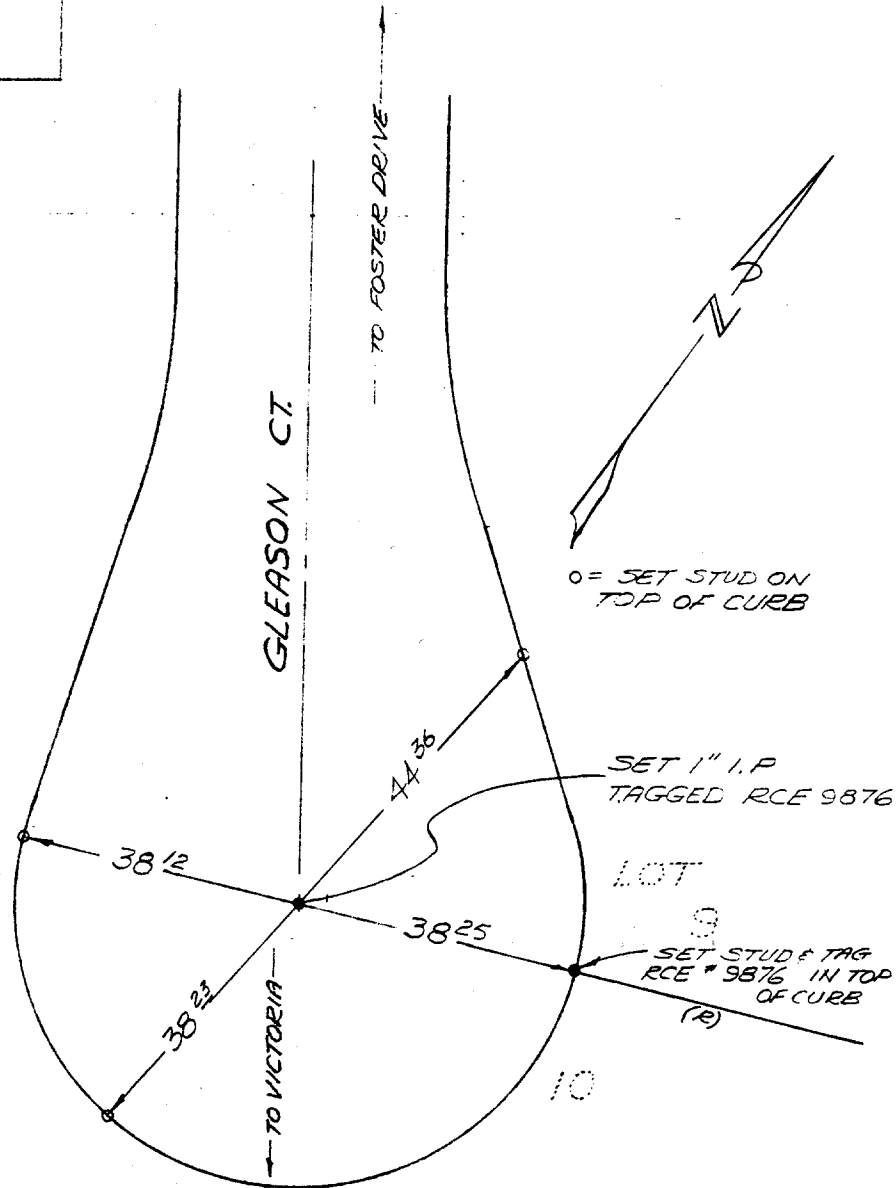 TO FOSTER DRIVE
N
GLEASON CT.
o = SET STUD ON
TOP OF CURB
44 36
SET 1" I.P
TAGGED RCE 9876
38 12
LOT
9
38 25
SET STUD & TAG
RCE # 9876 IN TOP
OF CURB
(R)
38 23
TO VICTORIA
10